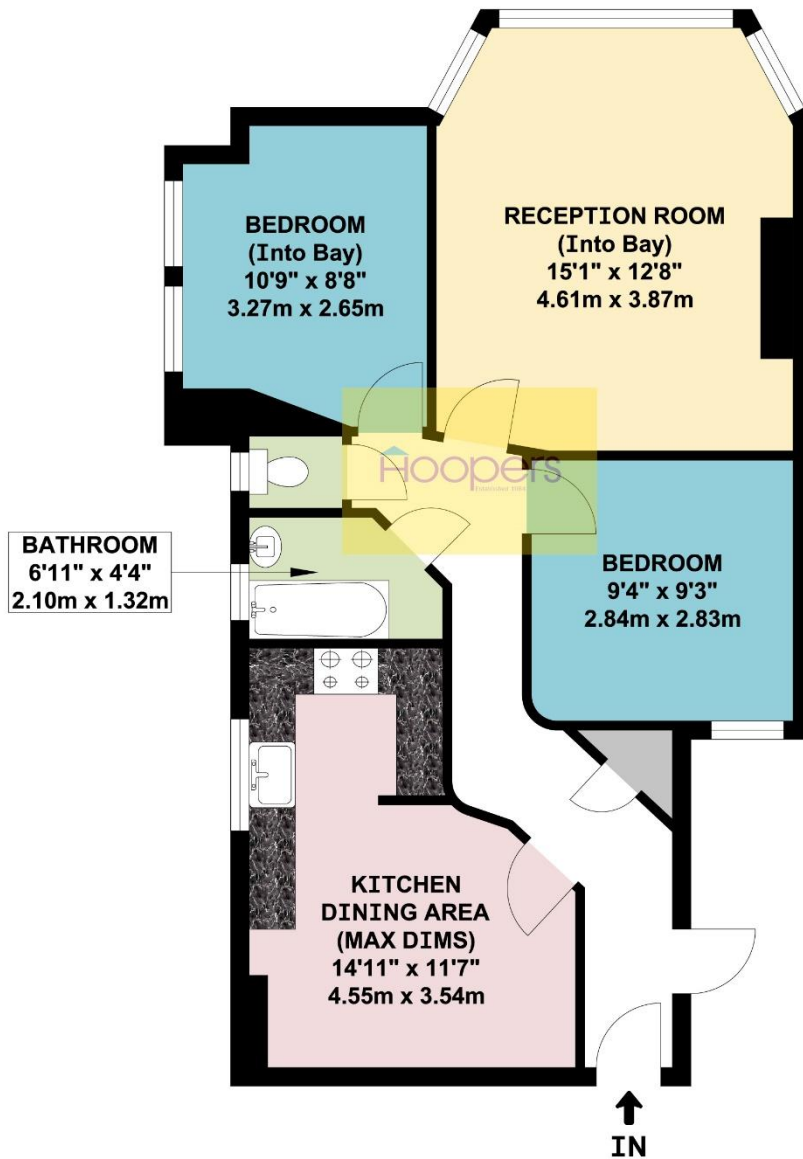 RECEPTION ROOM
(Into Bay)
15'1" x 12'8"
4.61m x 3.87m
BEDROOM
(Into Bay)
10'9" x 8'8"
3.27m x 2.65m
Hoopers
BATHROOM
6'11" x 4'4"
2.10m x 1.32m
BEDROOM
9'4" x 9'3"
2.84m x 2.83m
KITCHEN
DINING AREA
(MAX DIMS)
14'11" x 11'7"
4.55m x 3.54m
IN